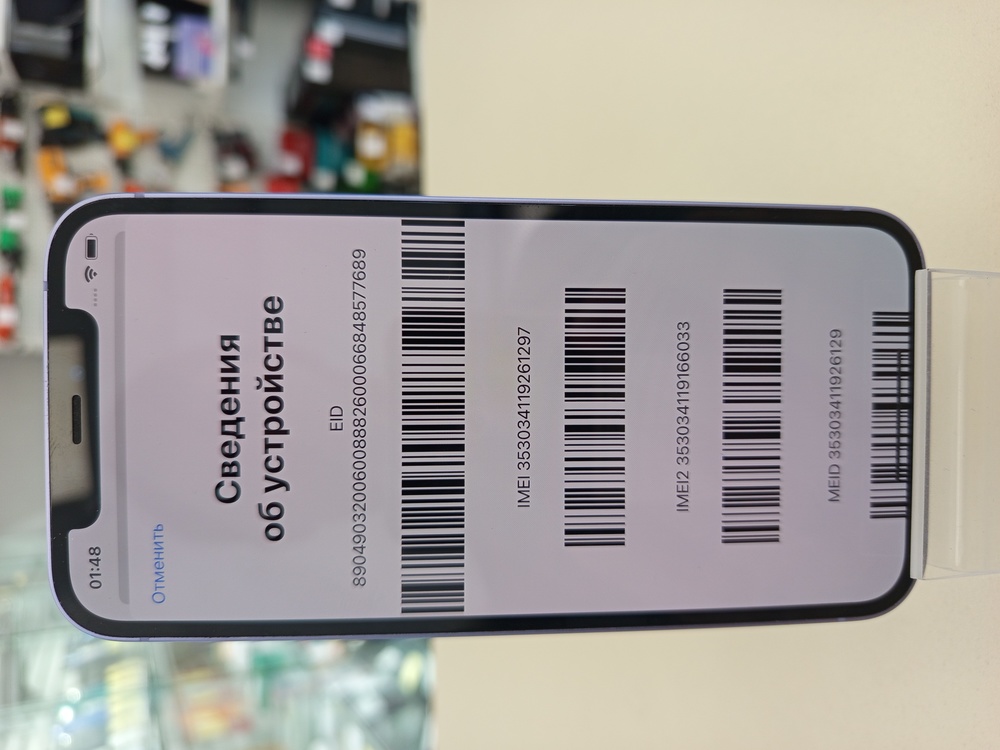 01:48
Отменить
Сведения
об устройстве
EID
89049032006008882600066848577689
IMEI 353034119261297
IMEI2 353034119166033
MEID 35303411926129